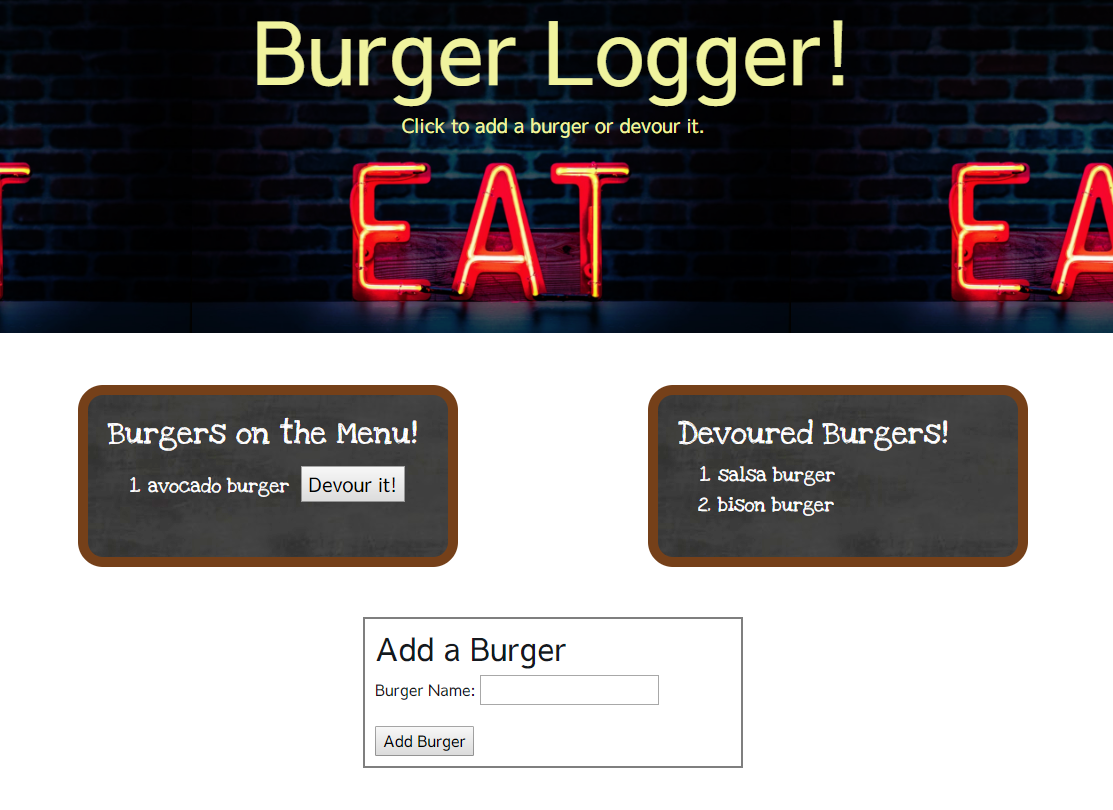 Burger Logger!
Click to add a burger or devour it.
T EAT EA
Burgers on the Menu!
1. avocado burger Devour it!
Devoured Burgers!
1. salsa burger
2. bison burger
Add a Burger
Burger Name:
Add Burger